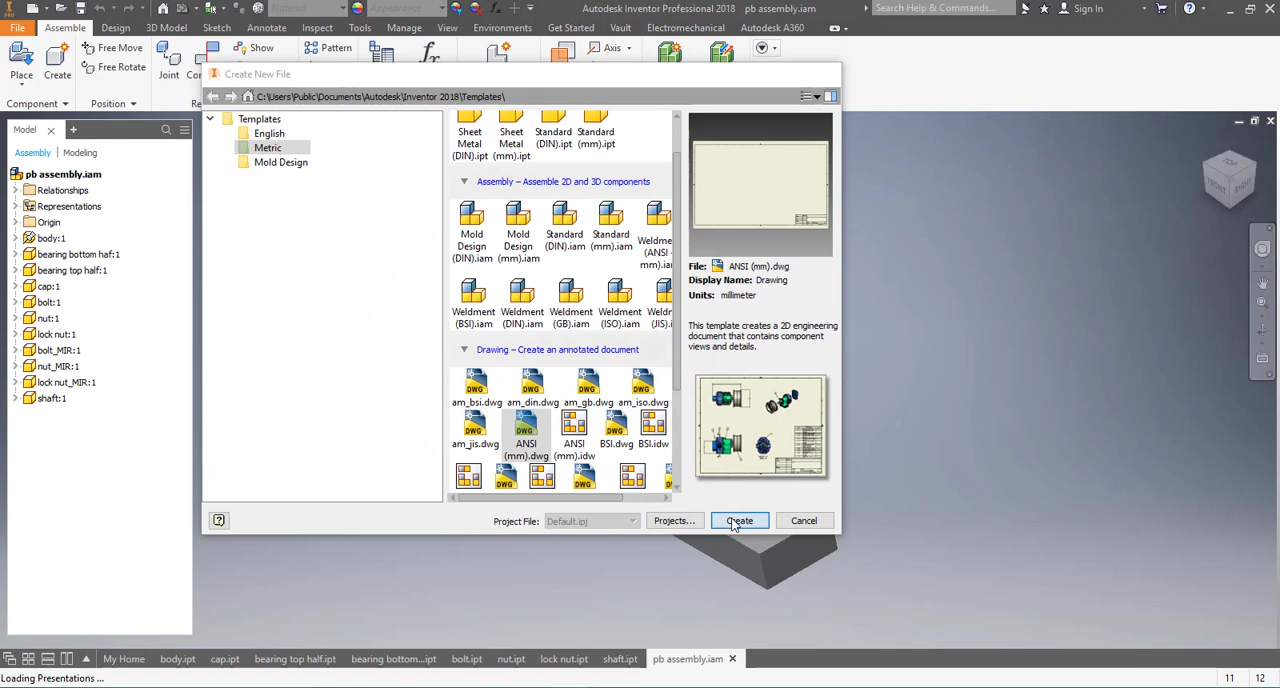 Material
Appearance
Autodesk Inventor Professional 2018
pb assembly.iam
Search Help & Commands...
Sign In
PRO
File
Assembly
Design
3D Model
Sketch
Annotate
Inspect
Tools
Manage
View
Environments
Get Started
Vault
Electromechanical
Autodesk A360
Place
Create
Free Move
Free Rotate
Joint
Show
Pattern
Axis
Component
Position
Create New File
C:\Users\Public\Documents\Autodesk\Inventor 2018\Templates\
Model
Assembly
Modeling
pb assembly.iam
Relationships
Representations
Origin
body:1
bearing bottom haf:1
bearing top half:1
cap:1
bolt:1
nut:1
lock nut:1
bolt_MIR:1
nut_MIR:1
lock nut_MIR:1
shaft:1
Templates
English
Metric
Mold Design
Sheet Metal (DIN).ipt
Sheet Metal (mm).ipt
Standard (DIN).ipt
Standard (mm).ipt
Assembly – Assemble 2D and 3D components
Mold Design (DIN).iam
Mold Design (mm).iam
Standard (DIN).iam
Standard (mm).iam
Weldment (BSI).iam
Weldment (DIN).iam
Weldment (GB).iam
Weldment (ISO).iam
Drawing – Create an annotated document
am_bsi.dwg
am_din.dwg
am_gb.dwg
am_iso.dwg
am_jis.dwg
ANSI (mm).dwg
ANSI (mm).idw
BSI.dwg
BSI.idw
File: ANSI (mm).dwg
Display Name: Drawing
Units: millimeter
This template creates a 2D engineering
document that contains component
views and details.
Project File:
Default.ipj
Projects...
Create
Cancel
TOP
FRONT
RIGHT
My Home
body.ipt
cap.ipt
bearing top half.ipt
bearing bottom...ipt
bolt.ipt
nut.ipt
lock nut.ipt
shaft.ipt
pb assembly.iam
Loading Presentations ...
11
12